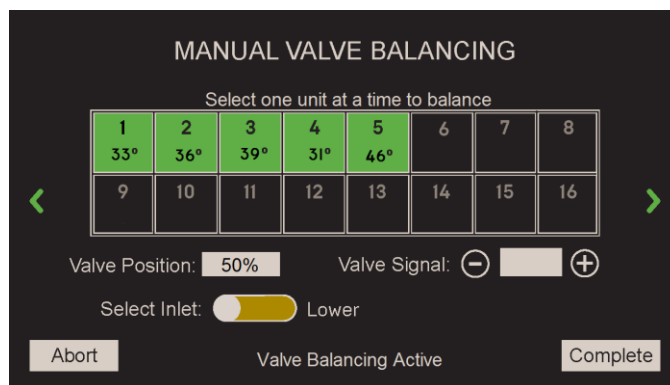 MANUAL VALVE BALANCING
Select one unit at a time to balance
1 2 3 4 5 6 7 8
33° 36° 39° 31° 46°
9 10 11 12 13 14 15 16
Valve Position: 50% Valve Signal:
Select Inlet: Lower
Abort Valve Balancing Active Complete